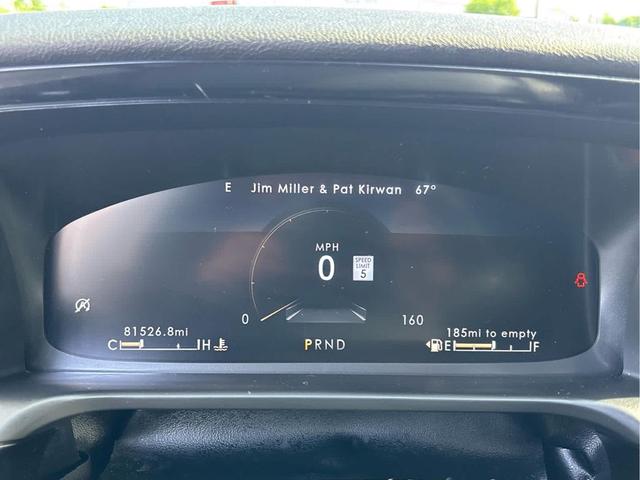 E Jim Miller & Pat Kirwan 67°
MPH
0
SPEED
LIMIT
5
0 160
81526.8mi
185mi to empty
C H
PRND
E F